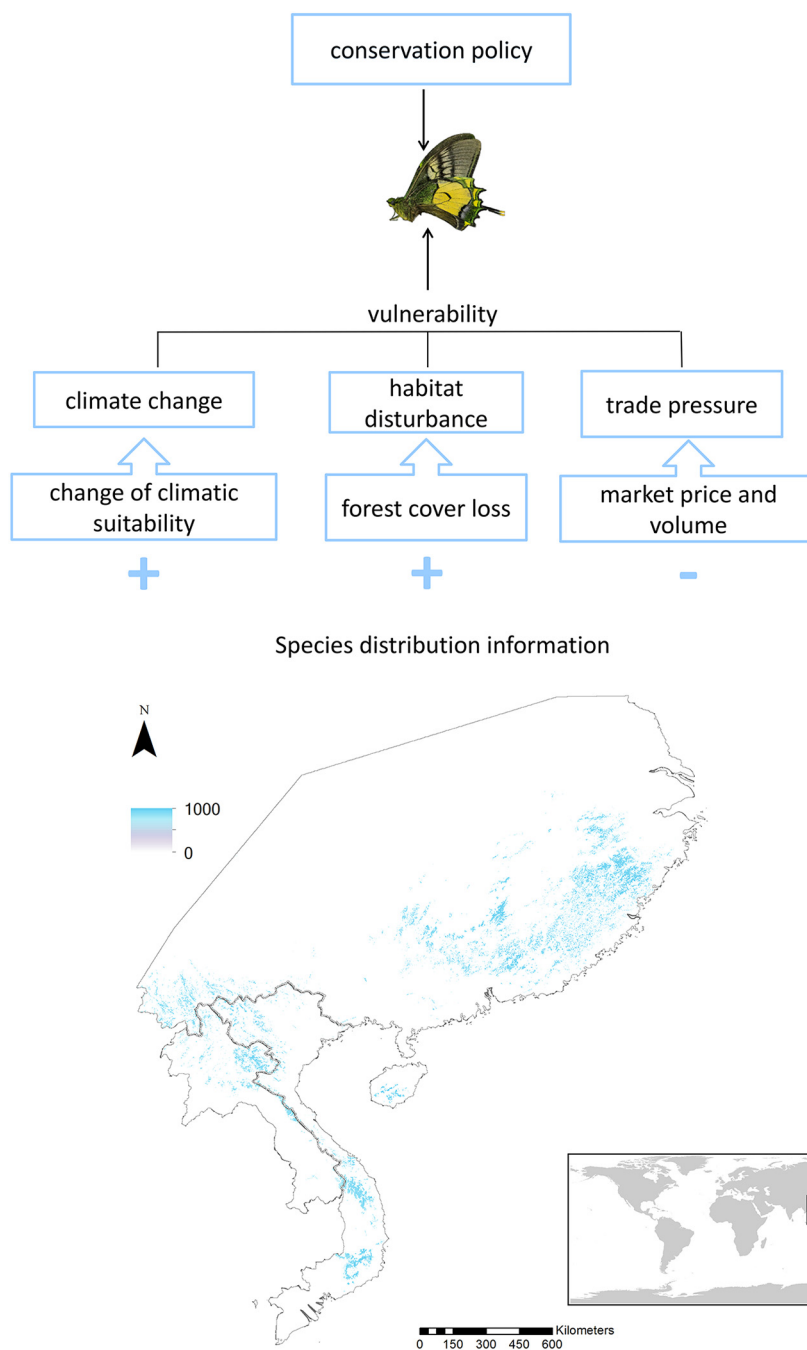 conservation policy
vulnerability
climate change
habitat
disturbance
trade pressure
change of climatic
suitability
forest cover loss
market price and
volume
+
+
-
Species distribution information
N
1000
0
Kilometers
0 150 300 450 600